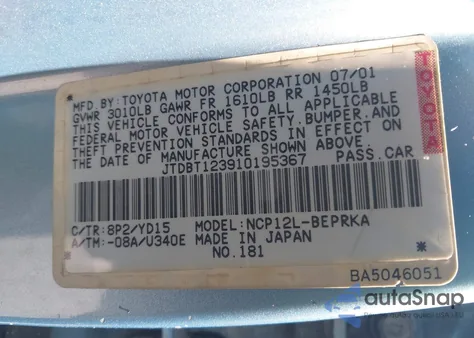 MFD.BY:TOYOTA MOTOR CORPORATION 07/01
GVWR 3010LB GAWR FR 1610LB RR 1450LB
THIS VEHICLE CONFORMS TO ALL APPLICABLE
FEDERAL MOTOR VEHICLE SAFETY,BUMPER,AND
THEFT PREVENTION STANDARDS IN EFFECT ON
THE DATE OF MANUFACTURE SHOWN ABOVE.
JTDBT123910195367 PASS.CAR
C/TR:8P2/YD15 MODEL:NCP12L-BEPRKA
A/TM:-08A/U340E MADE IN JAPAN
NO.181
BA5046051
TOYOTA
autoSnap